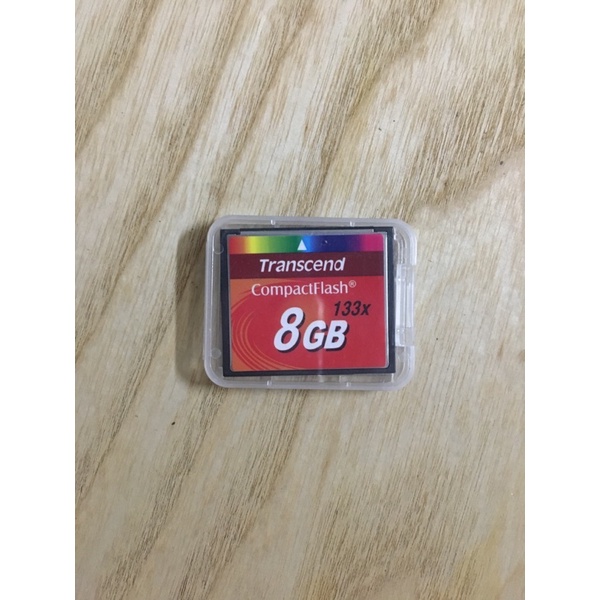 Transcend
CompactFlash®
133x
8GB